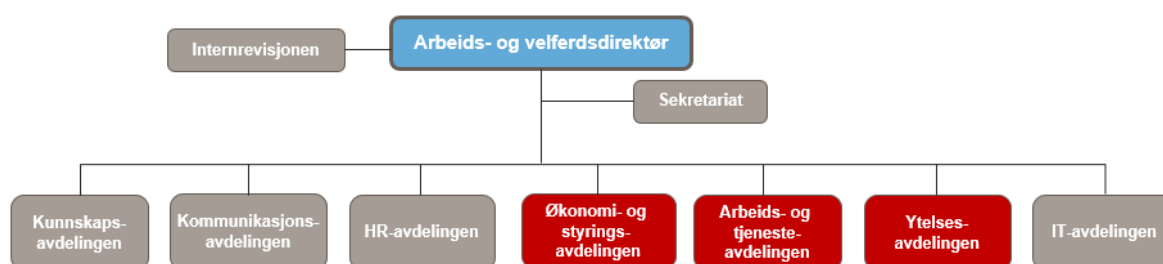 Internrevisjonen
Arbeids- og velferdsdirektør
Sekretariat
Kunnskaps-
avdelingen
Kommunikasjons-
avdelingen
HR-avdelingen
Økonomi- og
styrings-
avdelingen
Arbeids- og
tjeneste-
avdelingen
Ytelses-
avdelingen
IT-avdelingen